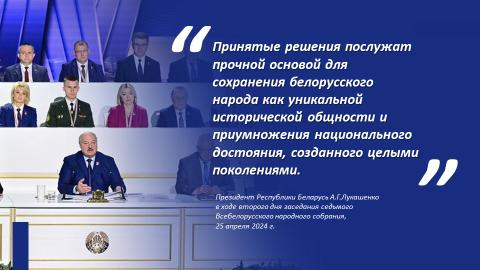 “
Принятые решения послужат
прочной основой для
сохранения белорусского
народа как уникальной
исторической общности и
приумножения национального
достояния, созданного целыми
поколениями.
”
Президент Республики Беларусь А.Г.Лукашенко
в ходе второго дня заседания седьмого
Всебелорусского народного собрания,
25 апреля 2024 г.